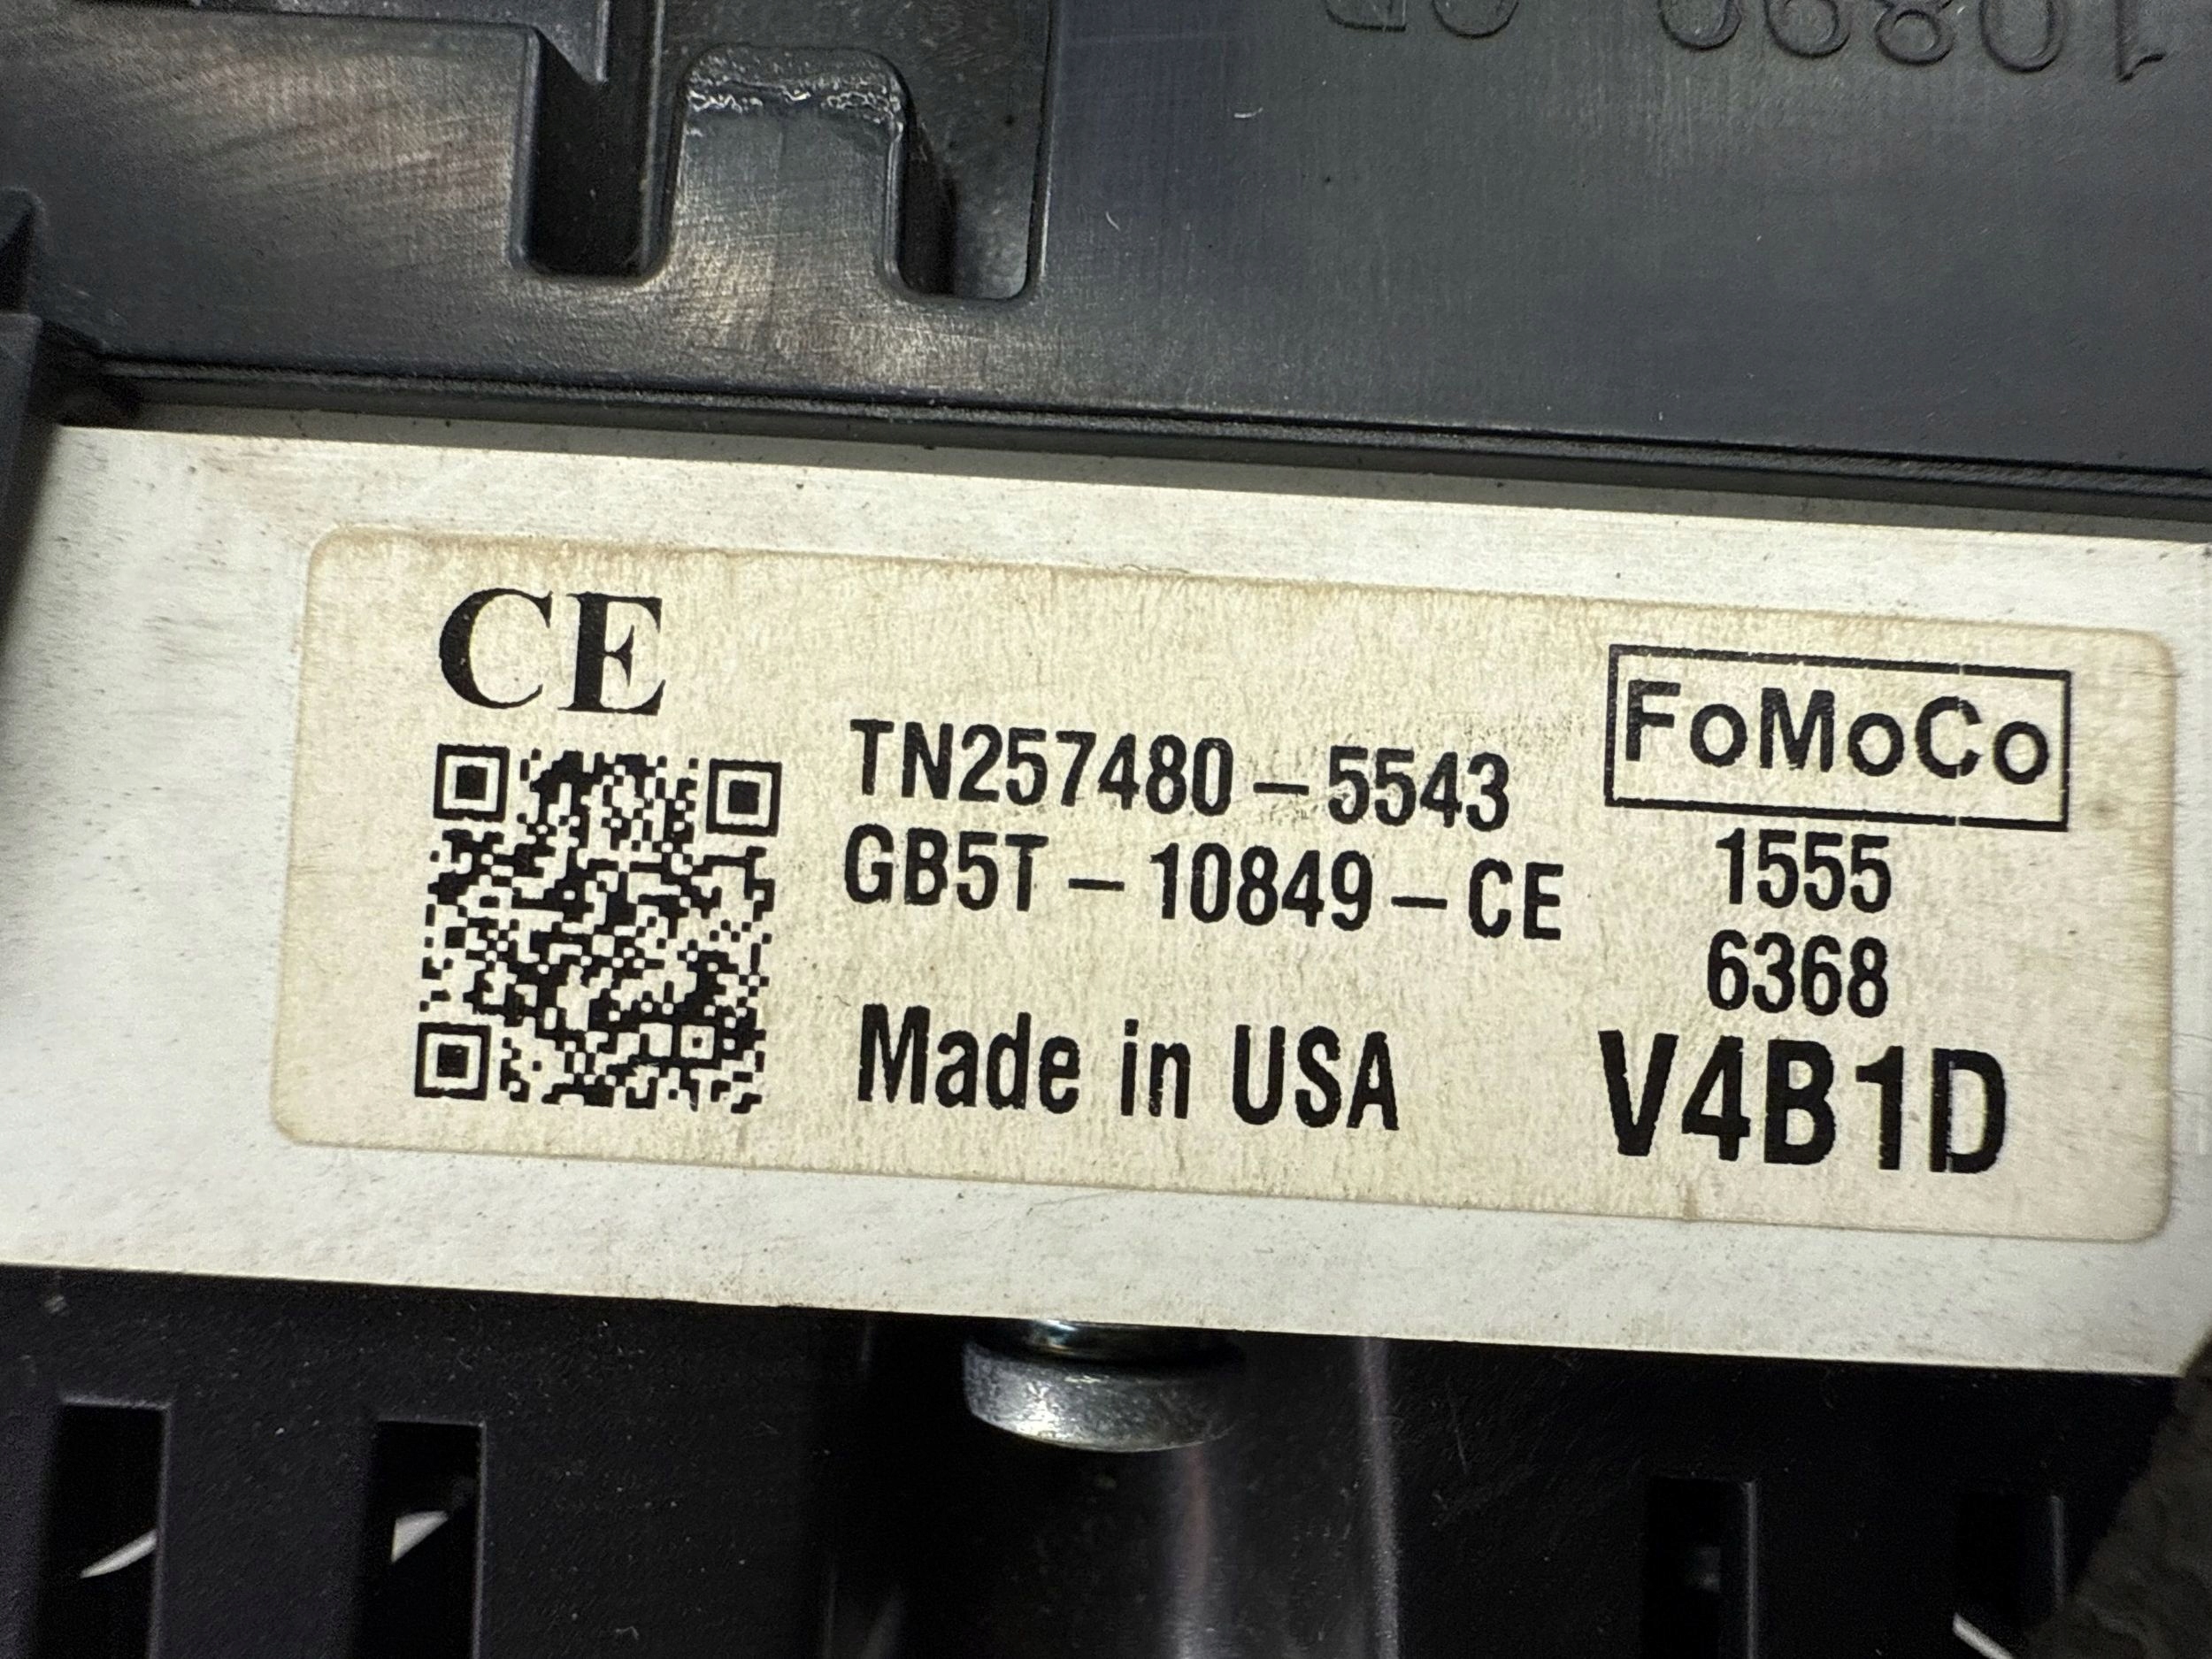 CE
FoMoCo
TN257480-5543
GB5T-10849-CE
1555
6368
Made in USA
V4B1D